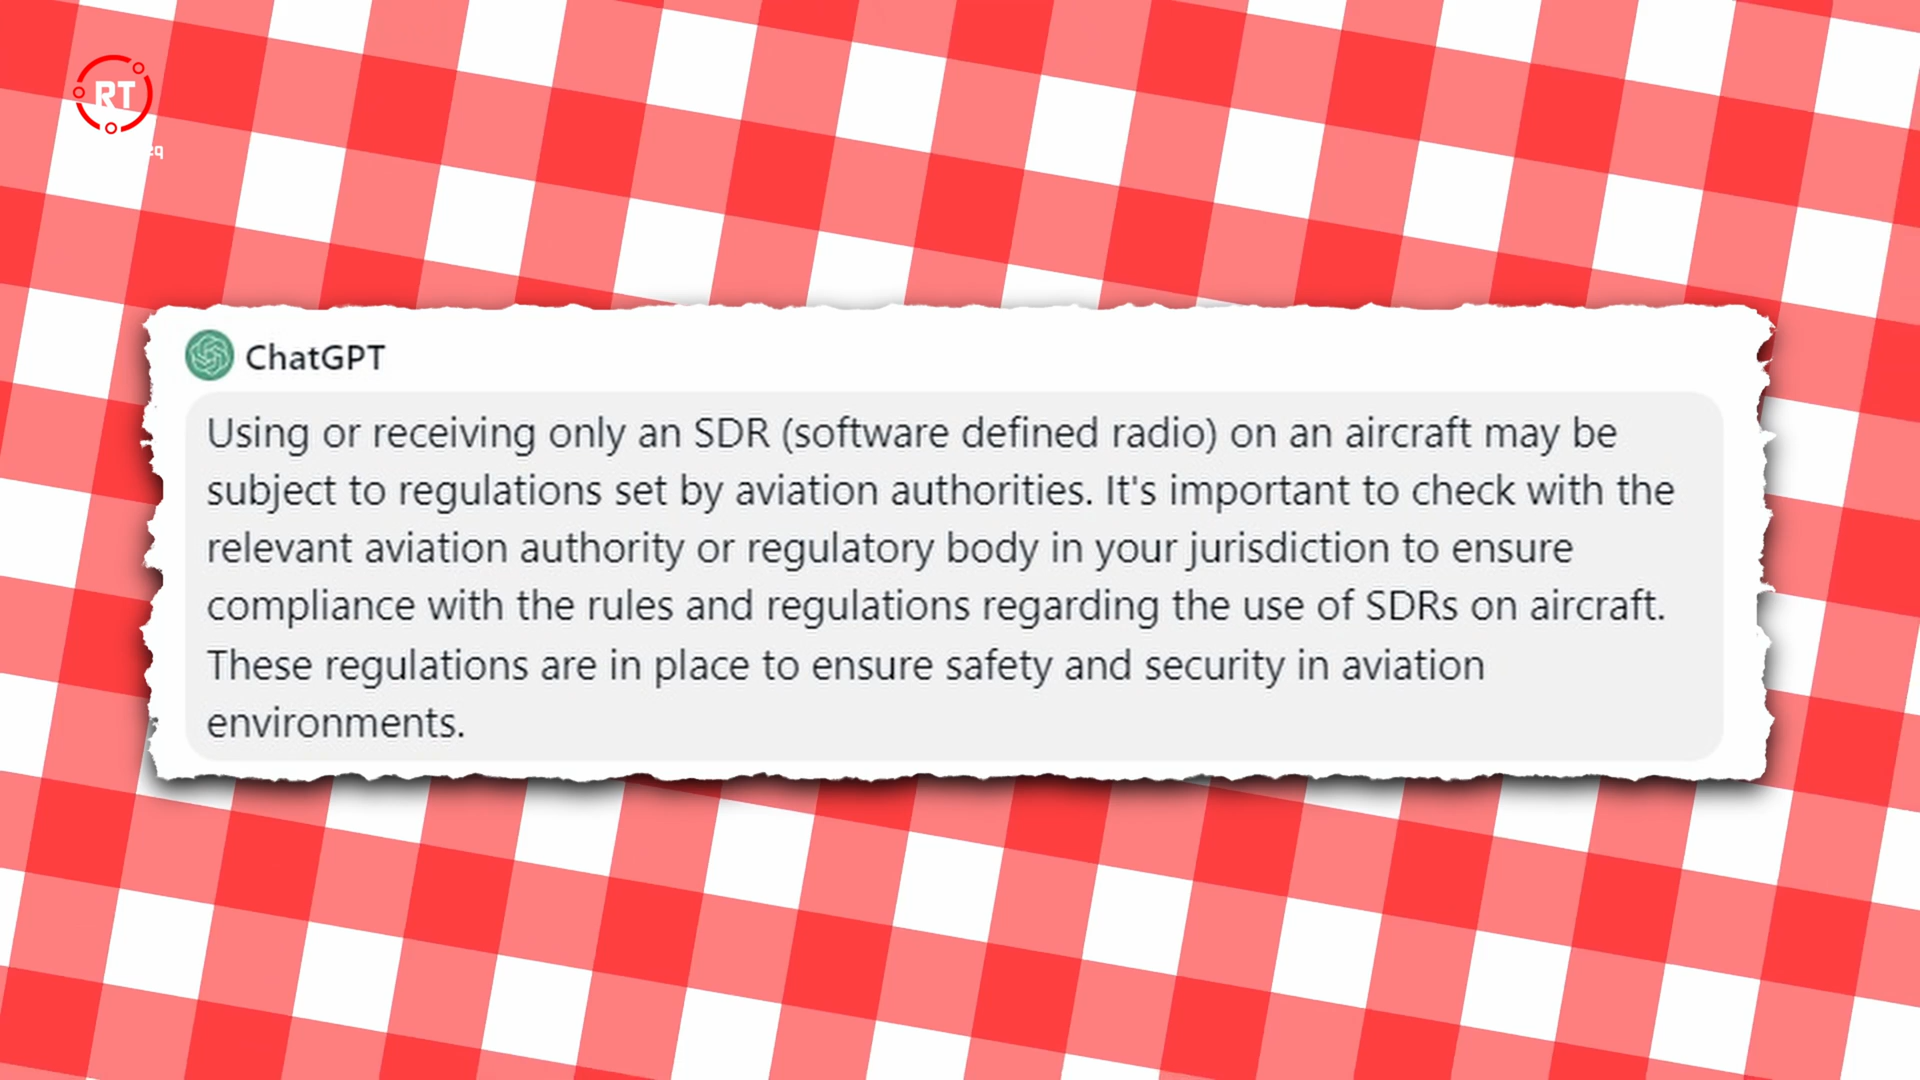 RT
ChatGPT
Using or receiving only an SDR (software defined radio) on an aircraft may be
subject to regulations set by aviation authorities. It's important to check with the
relevant aviation authority or regulatory body in your jurisdiction to ensure
compliance with the rules and regulations regarding the use of SDRs on aircraft.
These regulations are in place to ensure safety and security in aviation
environments.